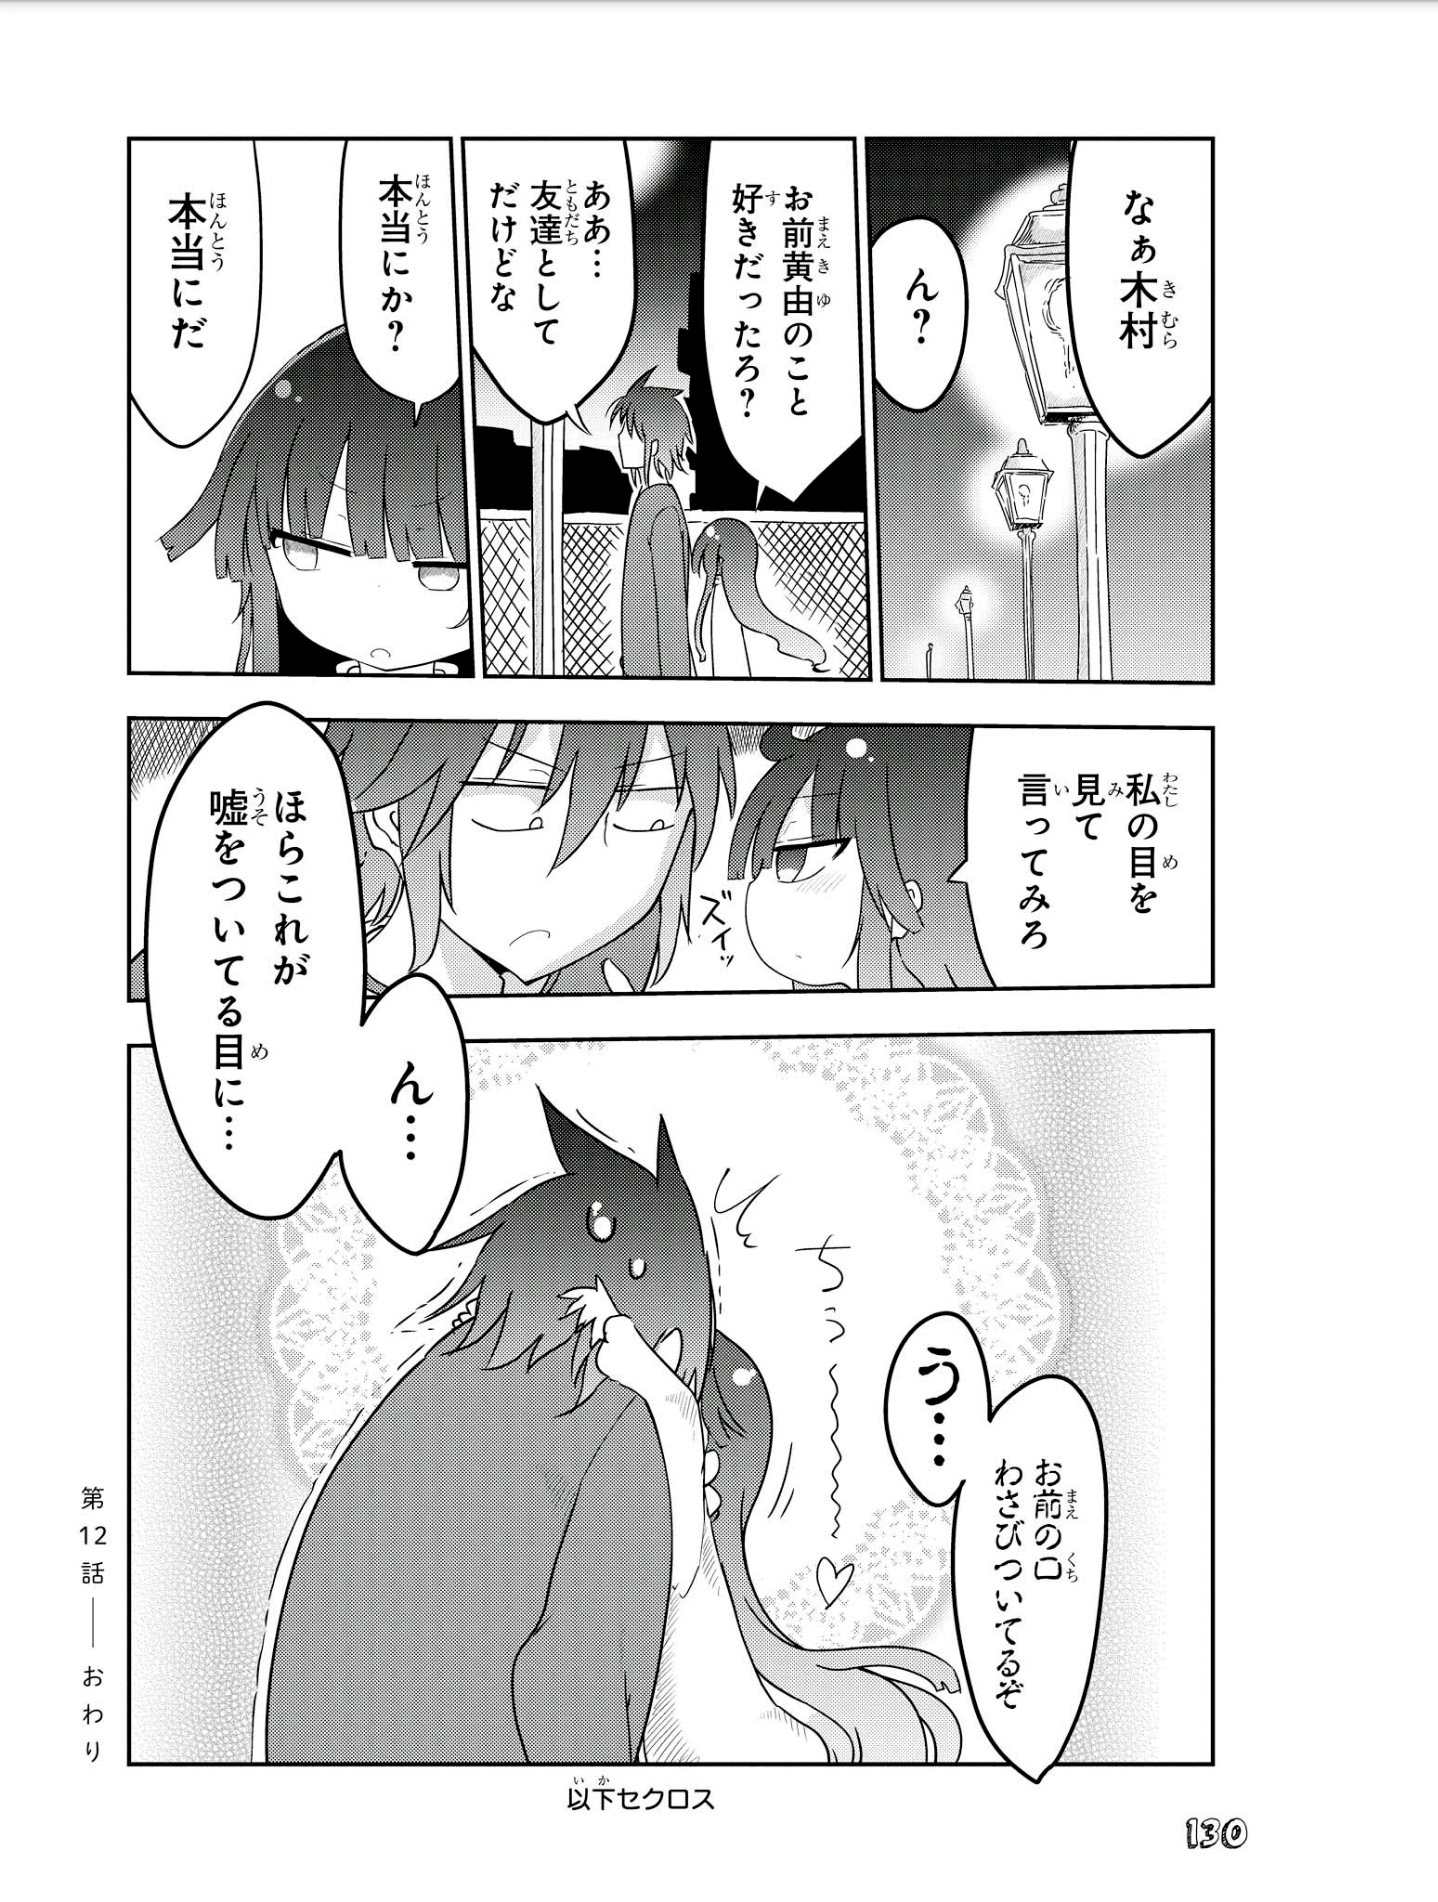 なぁ木村
ん？
お前黄由のこと
好きだったろ？
ああ…
友達として
だけどな
本当にか？
本当にだ
私の目を
見て
言ってみろ
ズイッ
ほらこれが
嘘をついてる目に…
ん…
ちぅ～～
う…
お前の口
わさびついてるぞ
第12話――おわり
以下セクロス
130